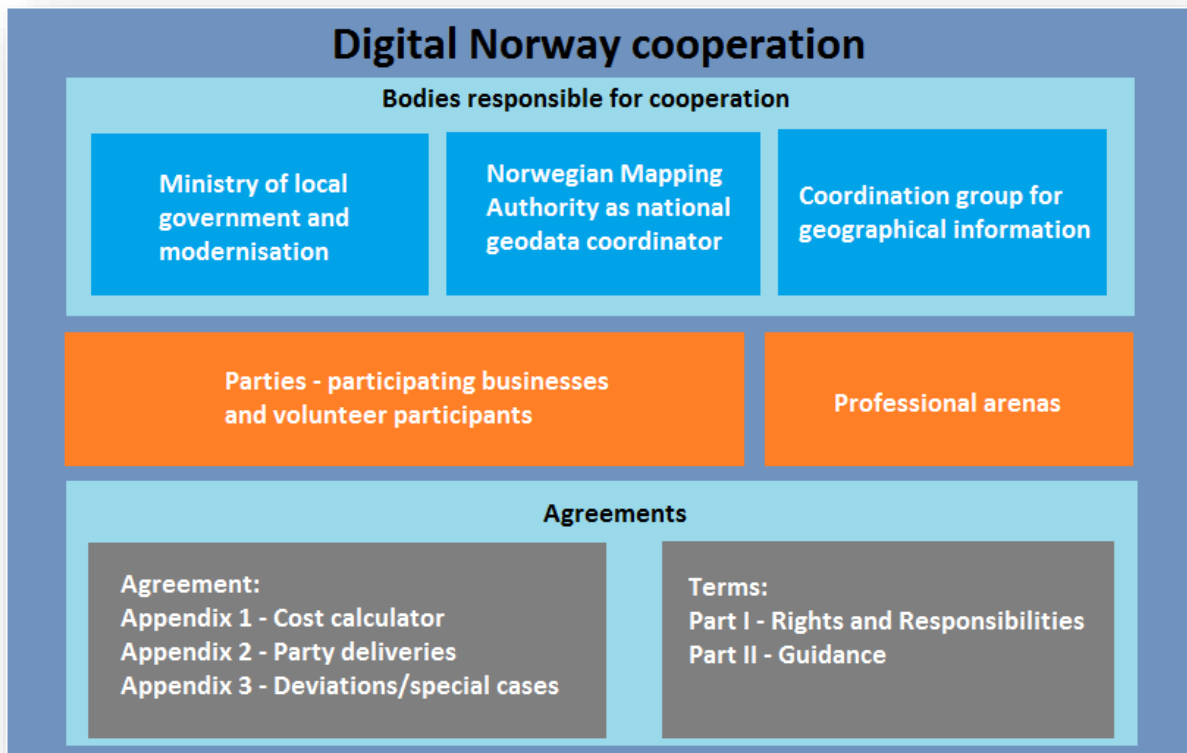 Digital Norway cooperation
Bodies responsible for cooperation
Ministry of local
government and
modernisation
Norwegian Mapping
Authority as national
geodata coordinator
Coordination group for
geographical information
Parties - participating businesses
and volunteer participants
Professional arenas
Agreements
Agreement:
Appendix 1 - Cost calculator
Appendix 2 - Party deliveries
Appendix 3 - Deviations/special cases
Terms:
Part I - Rights and Responsibilities
Part II - Guidance